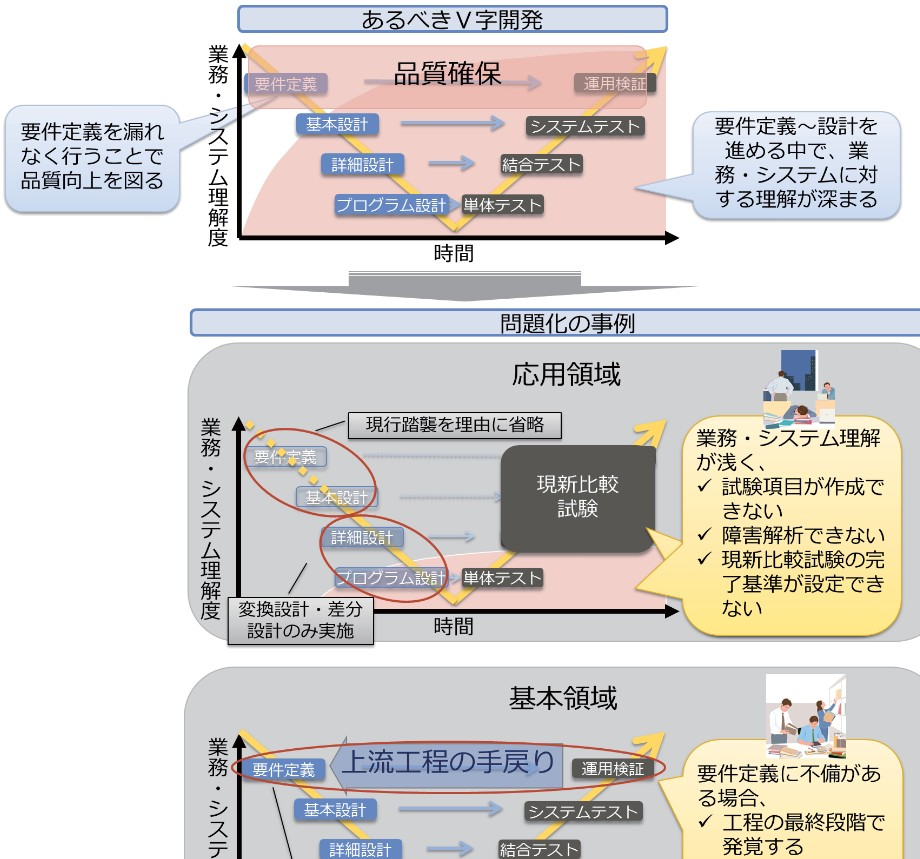 あるべきV字開発
業務・システム理解度
品質確保
要件定義
運用検証
基本設計
システムテスト
詳細設計
結合テスト
プログラム設計
単体テスト
時間
要件定義を漏れ
なく行うことで
品質向上を図る
要件定義～設計を
進める中で、業
務・システムに対
する理解が深まる
問題化の事例
応用領域
業務・システム理解度
現行踏襲を理由に省略
要件定義
基本設計
詳細設計
プログラム設計
単体テスト
現新比較
試験
変換設計・差分
設計のみ実施
時間
業務・システム理解
が浅く、
✓ 試験項目が作成で
きない
✓ 障害解析できない
✓ 現新比較試験の完
了基準が設定でき
ない
基本領域
業務・システ
要件定義
上流工程の手戻り
運用検証
基本設計
システムテスト
詳細設計
結合テスト
要件定義に不備があ
る場合、
✓ 工程の最終段階で
発覚する